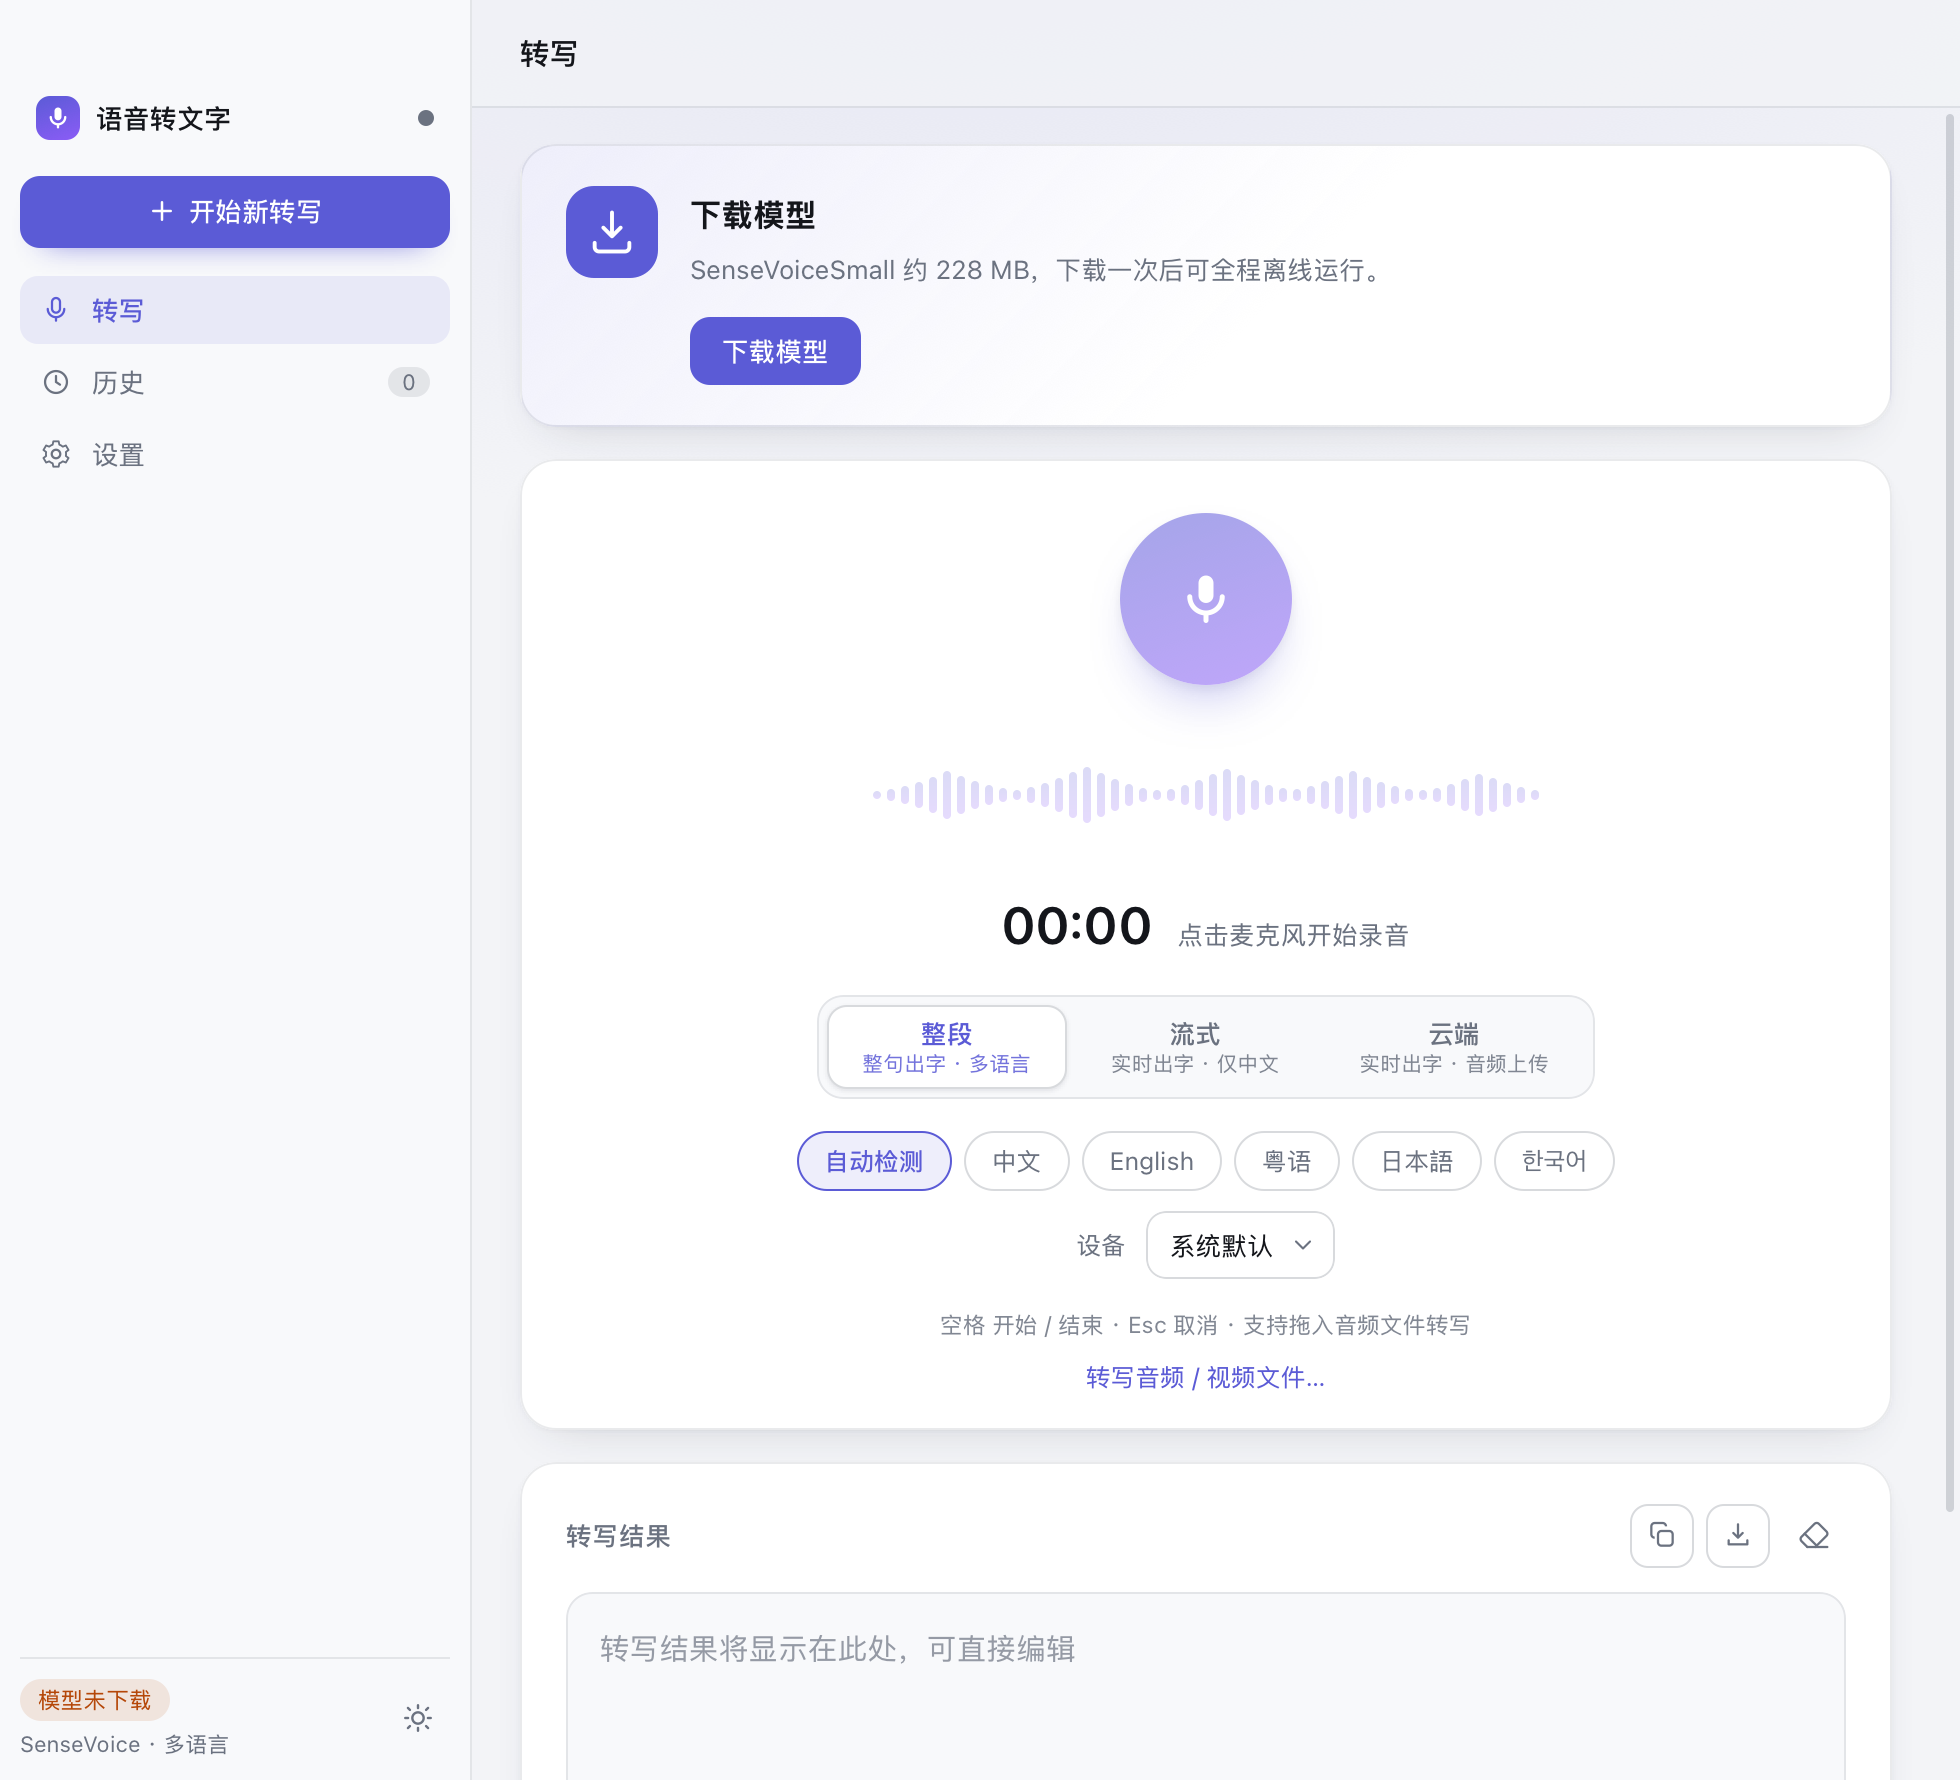 语音转文字
开始新转写
转写
历史
0
设置
模型未下载
SenseVoice · 多语言
转写
下载模型
SenseVoiceSmall 约 228 MB，下载一次后可全程离线运行。
下载模型
00:00 点击麦克风开始录音
整段 流式 云端
整句出字 · 多语言 实时出字 · 仅中文 实时出字 · 音频上传
自动检测 中文 English 粤语 日本語 한국어
设备 系统默认
空格 开始 / 结束 · Esc 取消 · 支持拖入音频文件转写
转写音频 / 视频文件...
转写结果
转写结果将显示在此处，可直接编辑